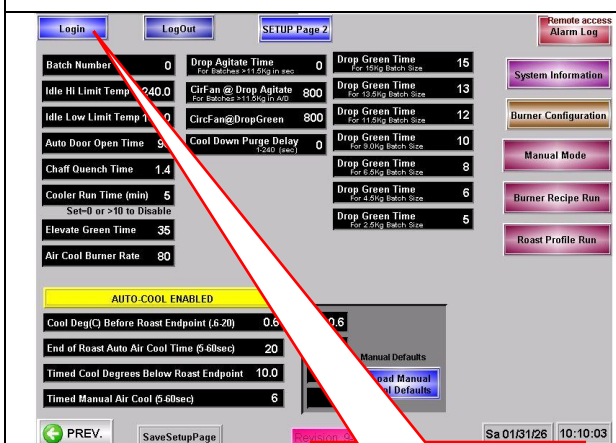 Remote access
Login
LogOut
SETUP Page 2
Alarm Log
Batch Number 0
Idle Hi Limit Temp 240.0
Idle Low Limit Temp
Auto Door Open Time
Chaff Quench Time 1.4
Cooler Run Time (min) 5
Set=0 or >10 to Disable
Elevate Green Time 35
Air Cool Burner Rate 80
Drop Agitate Time 0
For Batches >11.5Kg in sec
CirFan @ Drop Agitate 800
For Batches >11.5Kg in A/D
CircFan@DropGreen 800
Cool Down Purge Delay 0
1-240 (sec)
Drop Green Time 15
For 15Kg Batch Size
Drop Green Time 13
For 13.5Kg Batch Size
Drop Green Time 12
For 11.5Kg Batch Size
Drop Green Time 10
For 9.0Kg Batch Size
Drop Green Time 8
For 6.5Kg Batch Size
Drop Green Time 6
For 4.5Kg Batch Size
Drop Green Time 5
For 2.5Kg Batch Size
System Information
Burner Configuration
Manual Mode
Burner Recipe Run
Roast Profile Run
AUTO-COOL ENABLED
Cool Deg(C) Before Roast Endpoint (.6-20) 0.6
0.6
End of Roast Auto Air Cool Time (5-60sec) 20
Timed Cool Degrees Below Roast Endpoint 10.0
Timed Manual Air Cool (5-60sec) 6
Manual Defaults
Manual
Defaults
PREV.
SaveSetupPage
Revision
Sa 01/31/26 10:10:03